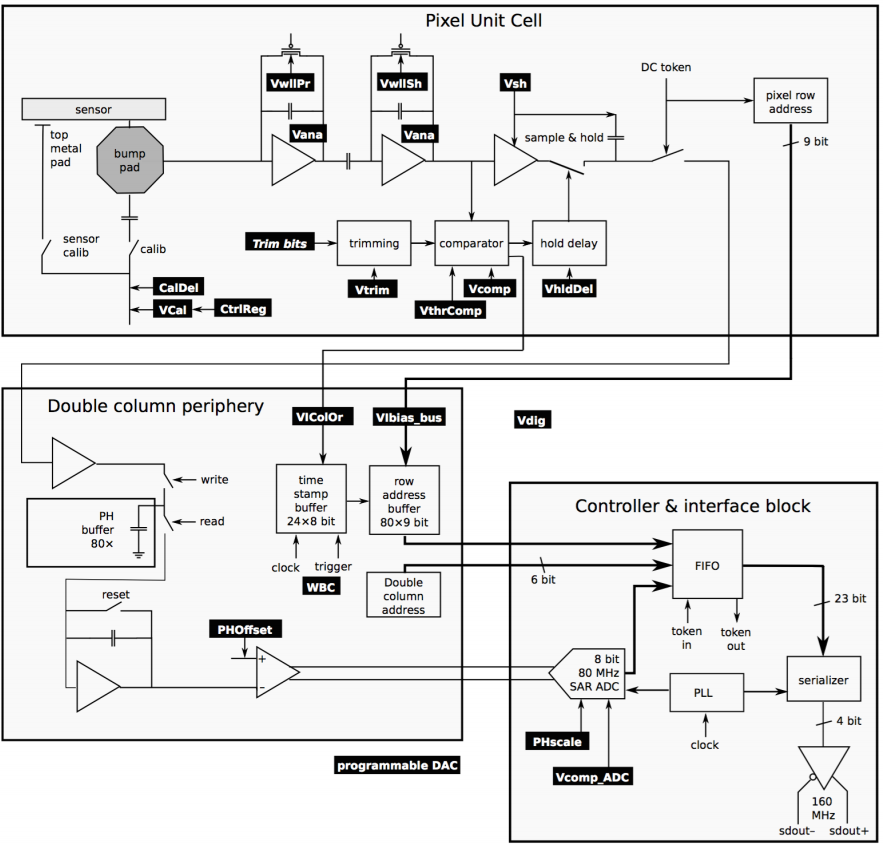 Pixel Unit Cell
VwllPr
VwllSh
Vsh
DC token
sensor
pixel row
address
top
metal
pad
bump
pad
Vana
Vana
sample & hold
9 bit
sensor
calib
calib
Trim bits
trimming
comparator
hold delay
CalDel
Vtrim
Vcomp
VhldDel
VCal
CtrlReg
VthrComp
Double column periphery
VIColOr
VIbias_bus
Vdig
write
time
stamp
buffer
24×8 bit
row
address
buffer
80×9 bit
PH
buffer
80×
read
clock
trigger
WBC
Double
column
address
reset
PHOffset
+
–
Controller & interface block
FIFO
6 bit
23 bit
token
in
token
out
8 bit
80 MHz
SAR ADC
PLL
serializer
PHscale
clock
4 bit
Vcomp_ADC
programmable DAC
160
MHz
sdout–
sdout+